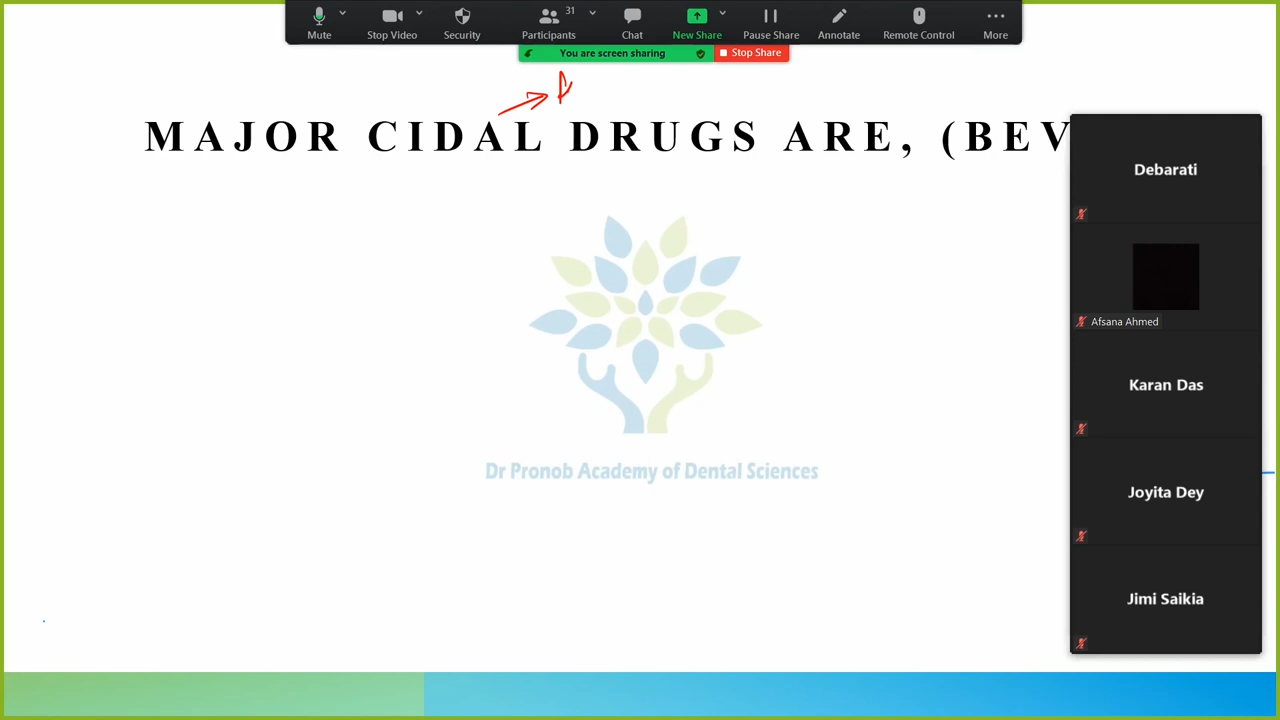 31
Mute
Stop Video
Security
Participants
Chat
New Share
Pause Share
Annotate
Remote Control
More
You are screen sharing
Stop Share
MAJOR CIDAL DRUGS ARE, (BEV
Debarati
Afsana Ahmed
Karan Das
Joyita Dey
Jimi Saikia
Dr Pronob Academy of Dental Sciences